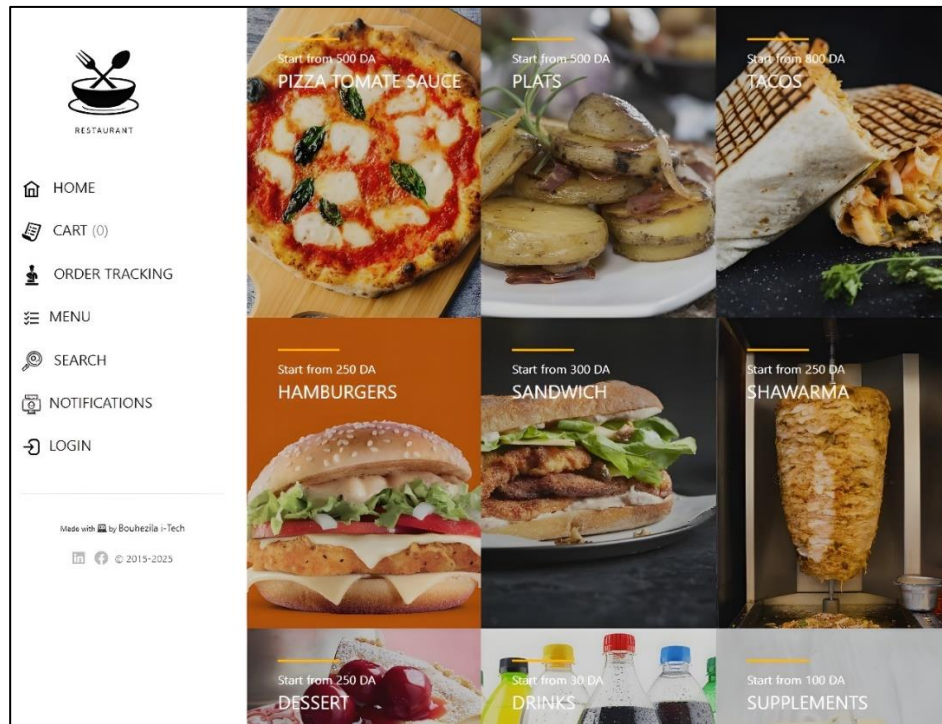 RESTAURANT
HOME
CART (0)
ORDER TRACKING
MENU
SEARCH
NOTIFICATIONS
LOGIN
Made with by Bouhezila i-Tech
© 2015-2025
Start from 500 DA
PIZZA TOMATE SAUCE
Start from 500 DA
PLATS
Start from 800 DA
TACOS
Start from 250 DA
HAMBURGERS
Start from 300 DA
SANDWICH
Start from 250 DA
SHAWARMA
Start from 250 DA
DESSERT
Start from 30 DA
DRINKS
Start from 100 DA
SUPPLEMENTS